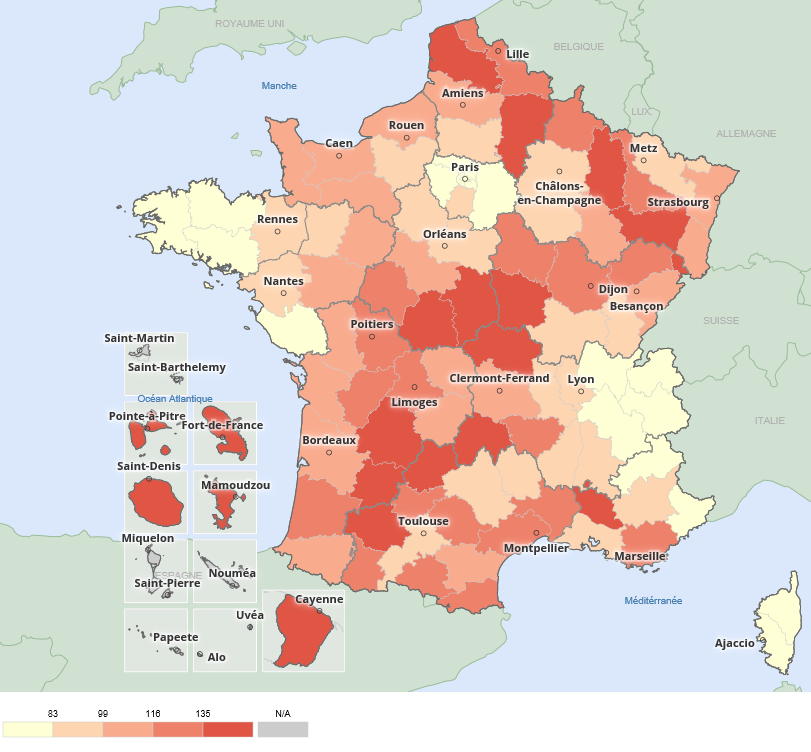 ROYAUME UNI
BELGIQUE
Lille
Manche
Amiens
LUX.
ALLEMAGNE
Rouen
Caen
Metz
Paris
Châlons-
en-Champagne
Strasbourg
Rennes
Orléans
Nantes
Dijon
Besançon
SUISSE
Poitiers
Saint-Martin
Saint-Barthelemy
Clermont-Ferrand
Lyon
Océan Atlantique
Limoges
Pointe-à-Pitre
Fort-de-France
ITALIE
Bordeaux
Saint-Denis
Mamoudzou
Toulouse
Miquelon
Montpellier
Marseille
ESPAGNE
Saint-Pierre
Nouméa
Cayenne
Méditerranée
Uvéa
Papeete
Alo
Ajaccio
83 99 116 135 N/A